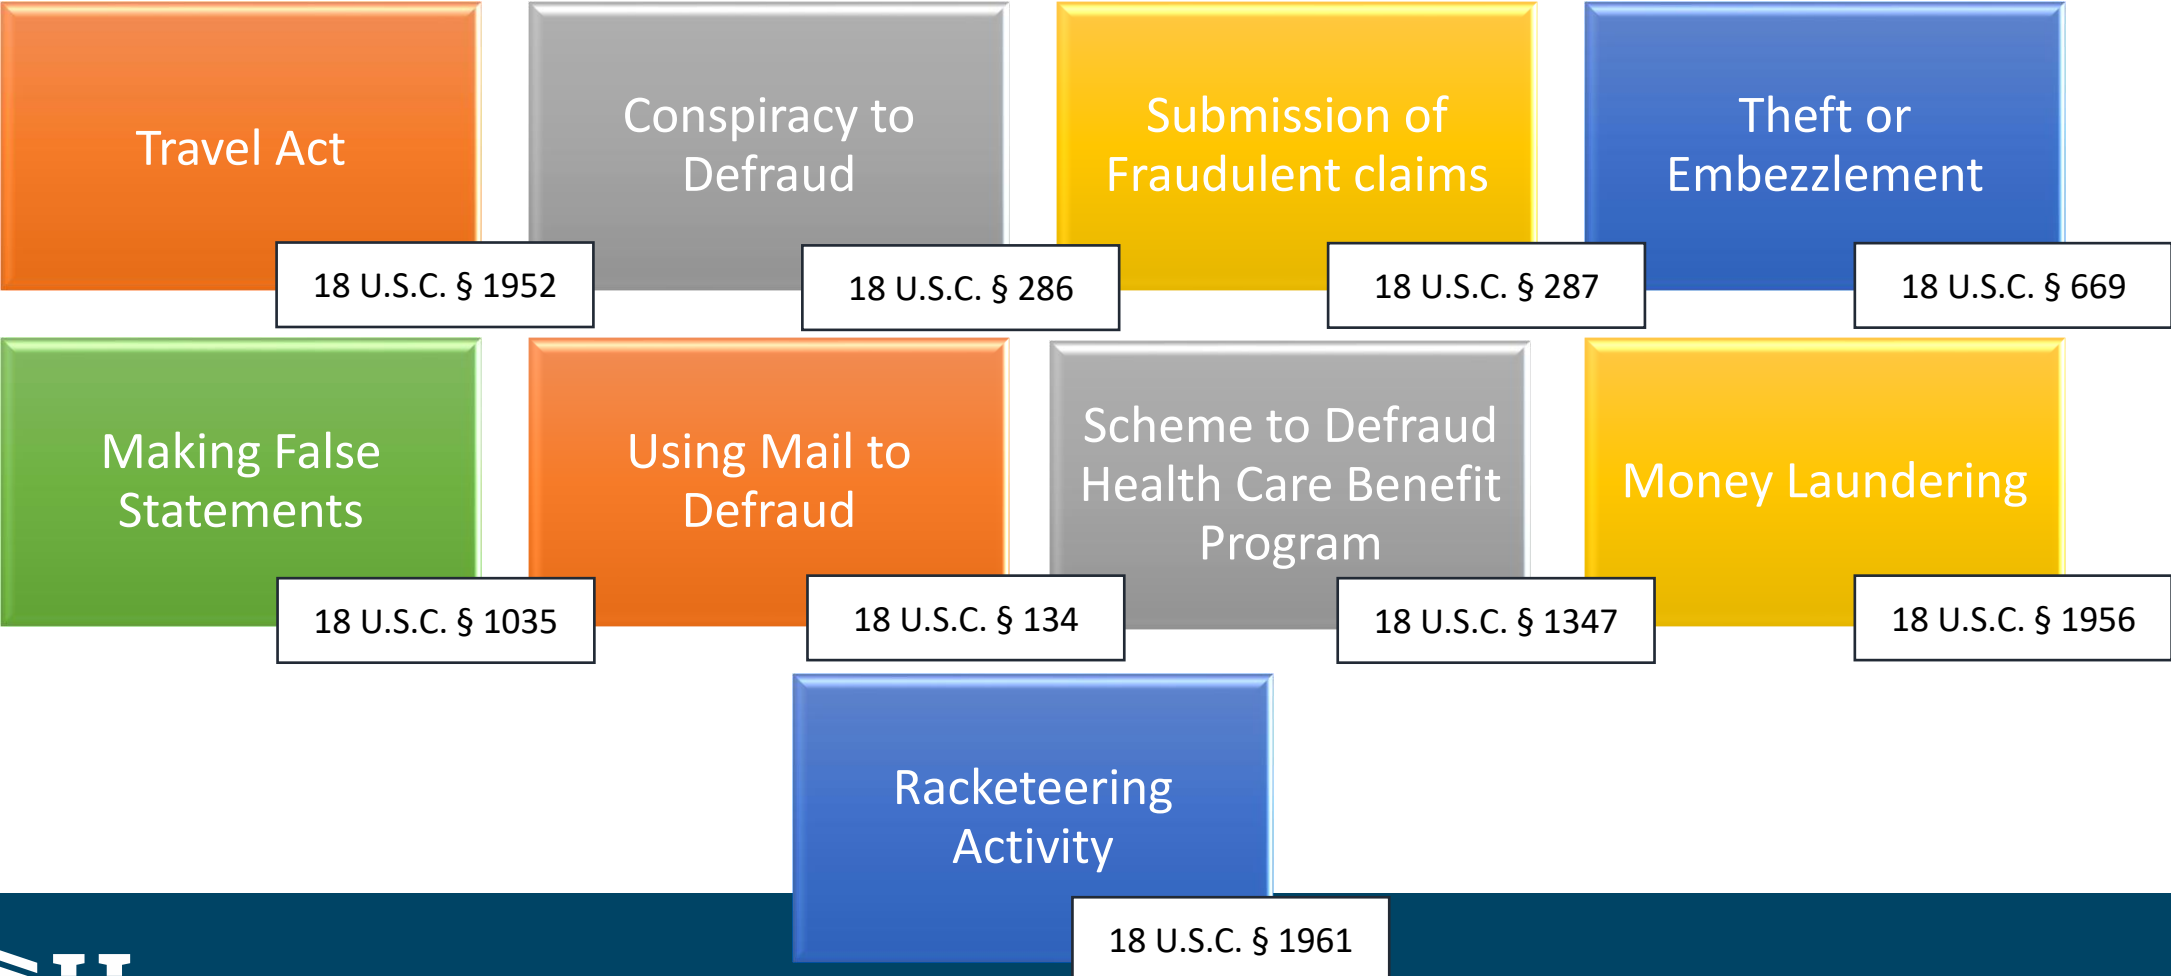 Travel Act
18 U.S.C. § 1952
Conspiracy to
Defraud
18 U.S.C. § 286
Submission of
Fraudulent claims
18 U.S.C. § 287
Theft or
Embezzlement
18 U.S.C. § 669
Making False
Statements
18 U.S.C. § 1035
Using Mail to
Defraud
18 U.S.C. § 134
Scheme to Defraud
Health Care Benefit
Program
18 U.S.C. § 1347
Money Laundering
18 U.S.C. § 1956
Racketeering
Activity
18 U.S.C. § 1961